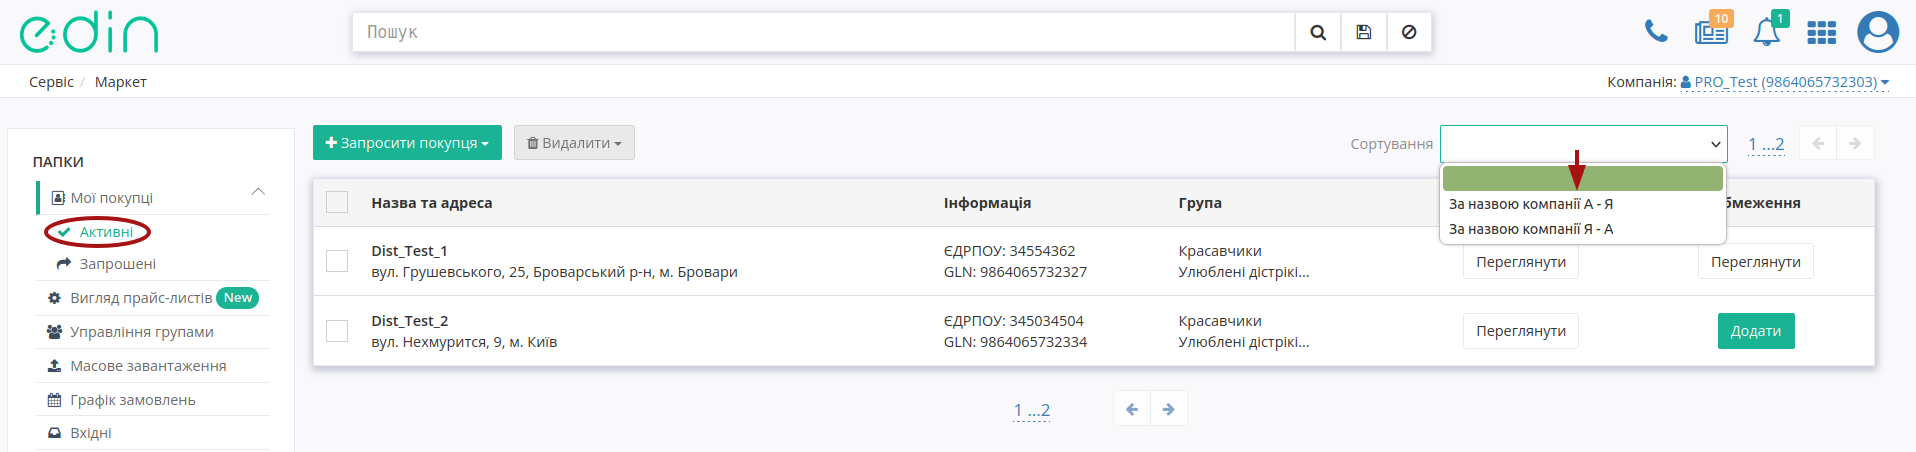 edin
Пошук
10
1
Сервіс / Маркет
Компанія: PRO_Test (9864065732303)
ПАПКИ
Мої покупці
Активні
Запрошені
Вигляд прайс-листів New
Управління групами
Масове завантаження
Графік замовлень
Вхідні
Запросити покупця
Видалити
Сортування
1 ...2
За назвою компанії А - Я
За назвою компанії Я - А
Назва та адреса Інформація Група бмеження
Dist_Test_1 ЄДРПОУ: 34554362 Красавчики
вул. Грушевського, 25, Броварський р-н, м. Бровари GLN: 9864065732327 Улюблені дістрікі...
Переглянути Переглянути
Dist_Test_2 ЄДРПОУ: 345034504 Красавчики
вул. Нехмурится, 9, м. Київ GLN: 9864065732334 Улюблені дістрікі...
Переглянути Додати
1 ...2